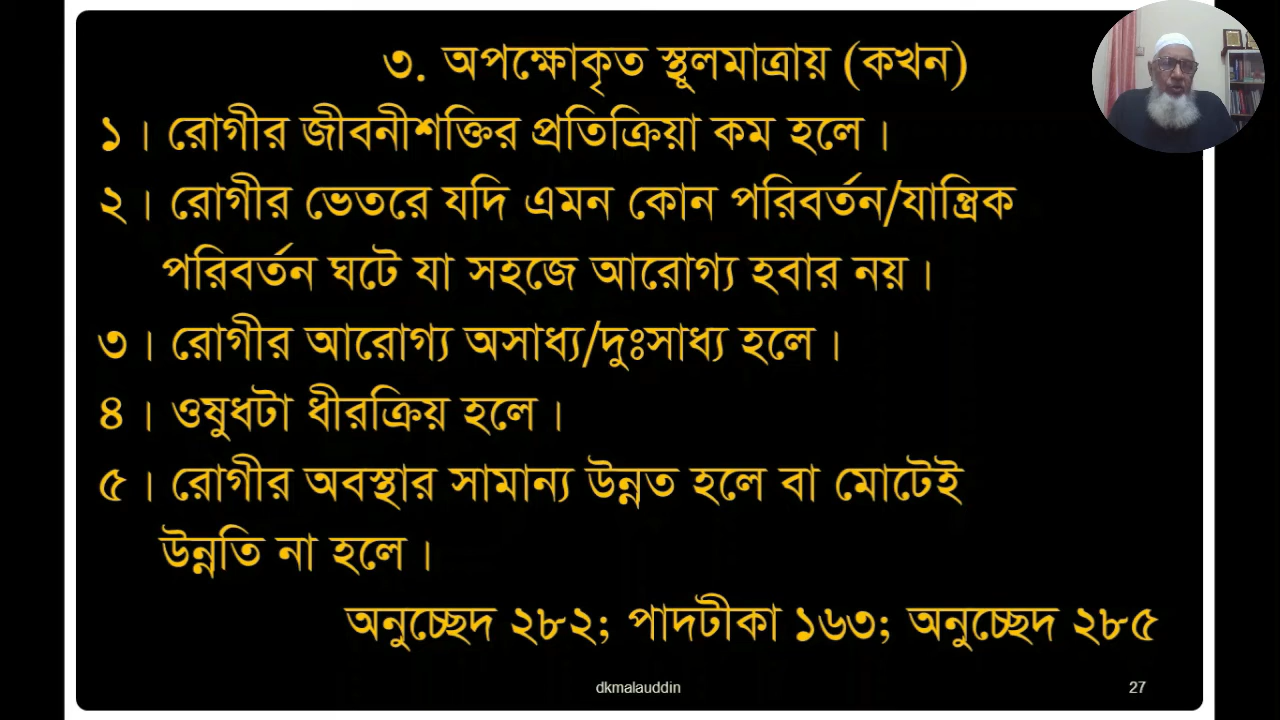 ৩. অপক্ষোকৃত স্থূলমাত্রায় (কখন)
১। রোগীর জীবনীশক্তির প্রতিক্রিয়া কম হলে।
২। রোগীর ভেতরে যদি এমন কোন পরিবর্তন/যান্ত্রিক
পরিবর্তন ঘটে যা সহজে আরোগ্য হবার নয়।
৩। রোগীর আরোগ্য অসাধ্য/দুঃসাধ্য হলে।
৪। ওষুধটা ধীরক্রিয় হলে।
৫। রোগীর অবস্থার সামান্য উন্নত হলে বা মোটেই
উন্নতি না হলে।
অনুচ্ছেদ ২৮২; পাদটীকা ১৬৩; অনুচ্ছেদ ২৮৫
dkmalauddin
27